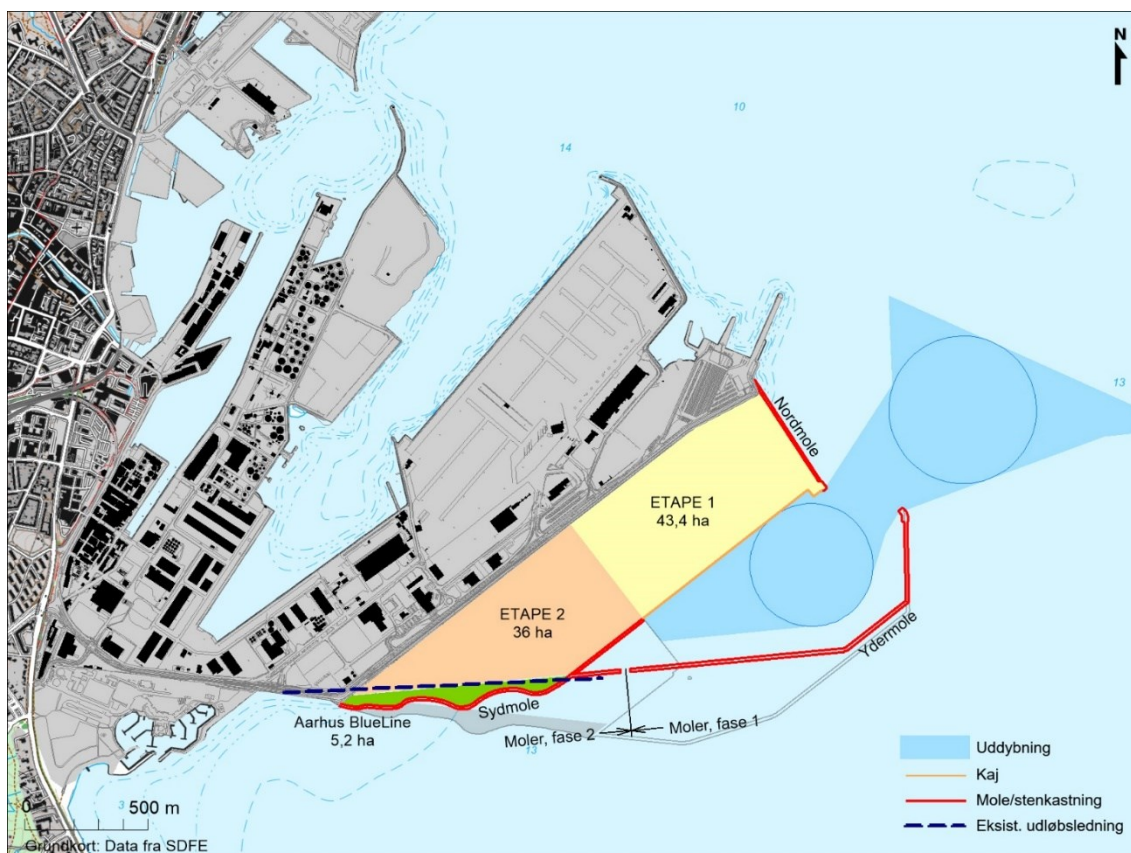 N
10
14
13
Nordmole
ETAPE 1
43,4 ha
ETAPE 2
36 ha
Ydermole
Sydmole
Aarhus BlueLine
5,2 ha
Moler, fase 2
Moler, fase 1
13
3
0 500 m
Grundkort: Data fra SDFE
Uddybning
Kaj
Mole/stenkastning
Eksist. udløbsledning